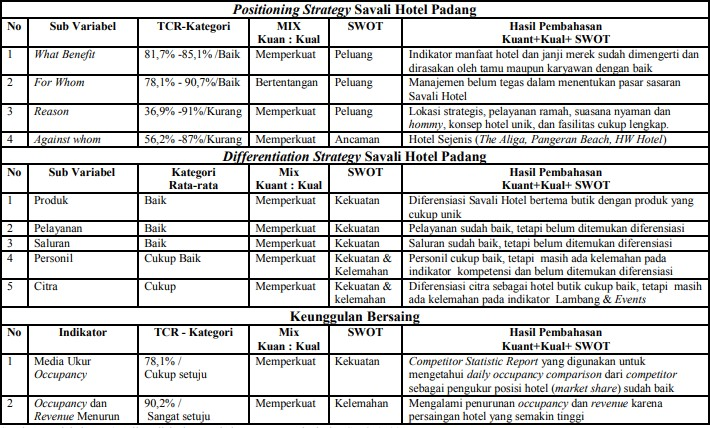 Positioning Strategy Savali Hotel Padang
No Sub Variabel TCR-Kategori MIX SWOT Hasil Pembahasan
Kuan : Kual Kuant+Kual+ SWOT
1 What Benefit 81,7% -85,1% /Baik Memperkuat Peluang Indikator manfaat hotel dan janji merek sudah dimengerti dan
dirasakan oleh tamu maupun karyawan dengan baik
2 For Whom 78,1% - 90,7%/Baik Bertentangan Peluang Manajemen belum tegas dalam menentukan pasar sasaran
Savali Hotel
3 Reason 36,9% -91%/Kurang Memperkuat Peluang Lokasi strategis, pelayanan ramah, suasana nyaman dan
hommy, konsep hotel unik, dan fasilitas cukup lengkap.
4 Against whom 56,2% -87%/Kurang Memperkuat Ancaman Hotel Sejenis (The Aliga, Pangeran Beach, HW Hotel)
Differentiation Strategy Savali Hotel Padang
No Sub Variabel Kategori Mix SWOT Hasil Pembahasan
Rata-rata Kuant : Kual Kuant+Kual+ SWOT
1 Produk Baik Memperkuat Kekuatan Diferensiasi Savali Hotel bertema butik dengan produk yang
cukup unik
2 Pelayanan Baik Memperkuat Kekuatan Pelayanan sudah baik, tetapi belum ditemukan diferensiasi
3 Saluran Baik Memperkuat Kekuatan Saluran sudah baik, tetapi belum ditemukan diferensiasi
4 Personil Cukup Baik Memperkuat Kekuatan & Personil cukup baik, tetapi masih ada kelemahan pada
Kelemahan indikator kompetensi dan belum ditemukan diferensiasi
5 Citra Cukup Memperkuat Kekuatan & Diferensiasi citra sebagai hotel butik cukup baik, tetapi masih
kelemahan ada kelemahan pada indikator Lambang & Events
Keunggulan Bersaing
No Indikator TCR - Kategori Mix SWOT Hasil Pembahasan
Kuan : Kual Kuant+Kual+ SWOT
1 Media Ukur 78,1% / Memperkuat Kekuatan Competitor Statistic Report yang digunakan untuk
Occupancy Cukup setuju mengetahui daily occupancy comparison dari competitor
sebagai pengukur posisi hotel (market share) sudah baik
2 Occupancy dan 90,2% / Memperkuat Kelemahan Mengalami penurunan occupancy dan revenue karena
Revenue Menurun Sangat setuju persaingan hotel yang semakin tinggi